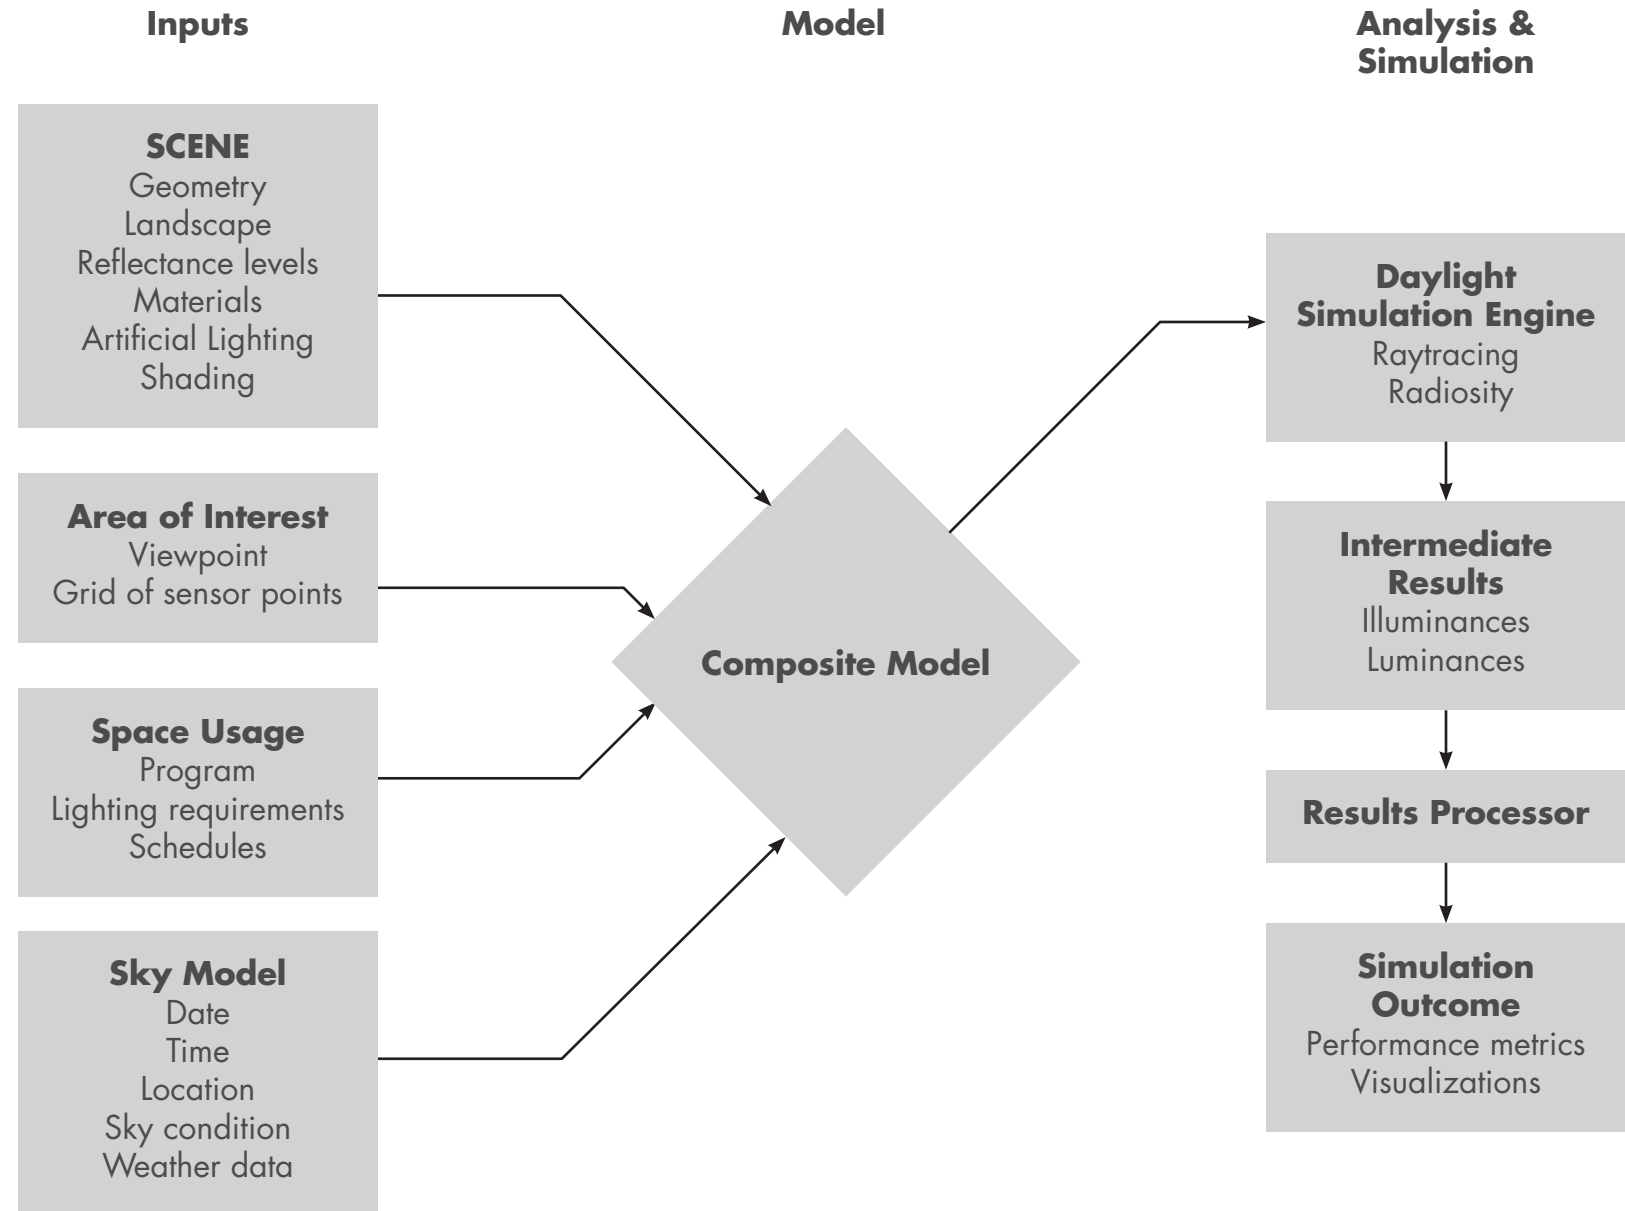 Inputs
SCENE
Geometry
Landscape
Reflectance levels
Materials
Artificial Lighting
Shading
Area of Interest
Viewpoint
Grid of sensor points
Space Usage
Program
Lighting requirements
Schedules
Sky Model
Date
Time
Location
Sky condition
Weather data
Model
Composite Model
Analysis &
Simulation
Daylight
Simulation Engine
Raytracing
Radiosity
Intermediate
Results
Illuminances
Luminances
Results Processor
Simulation
Outcome
Performance metrics
Visualizations